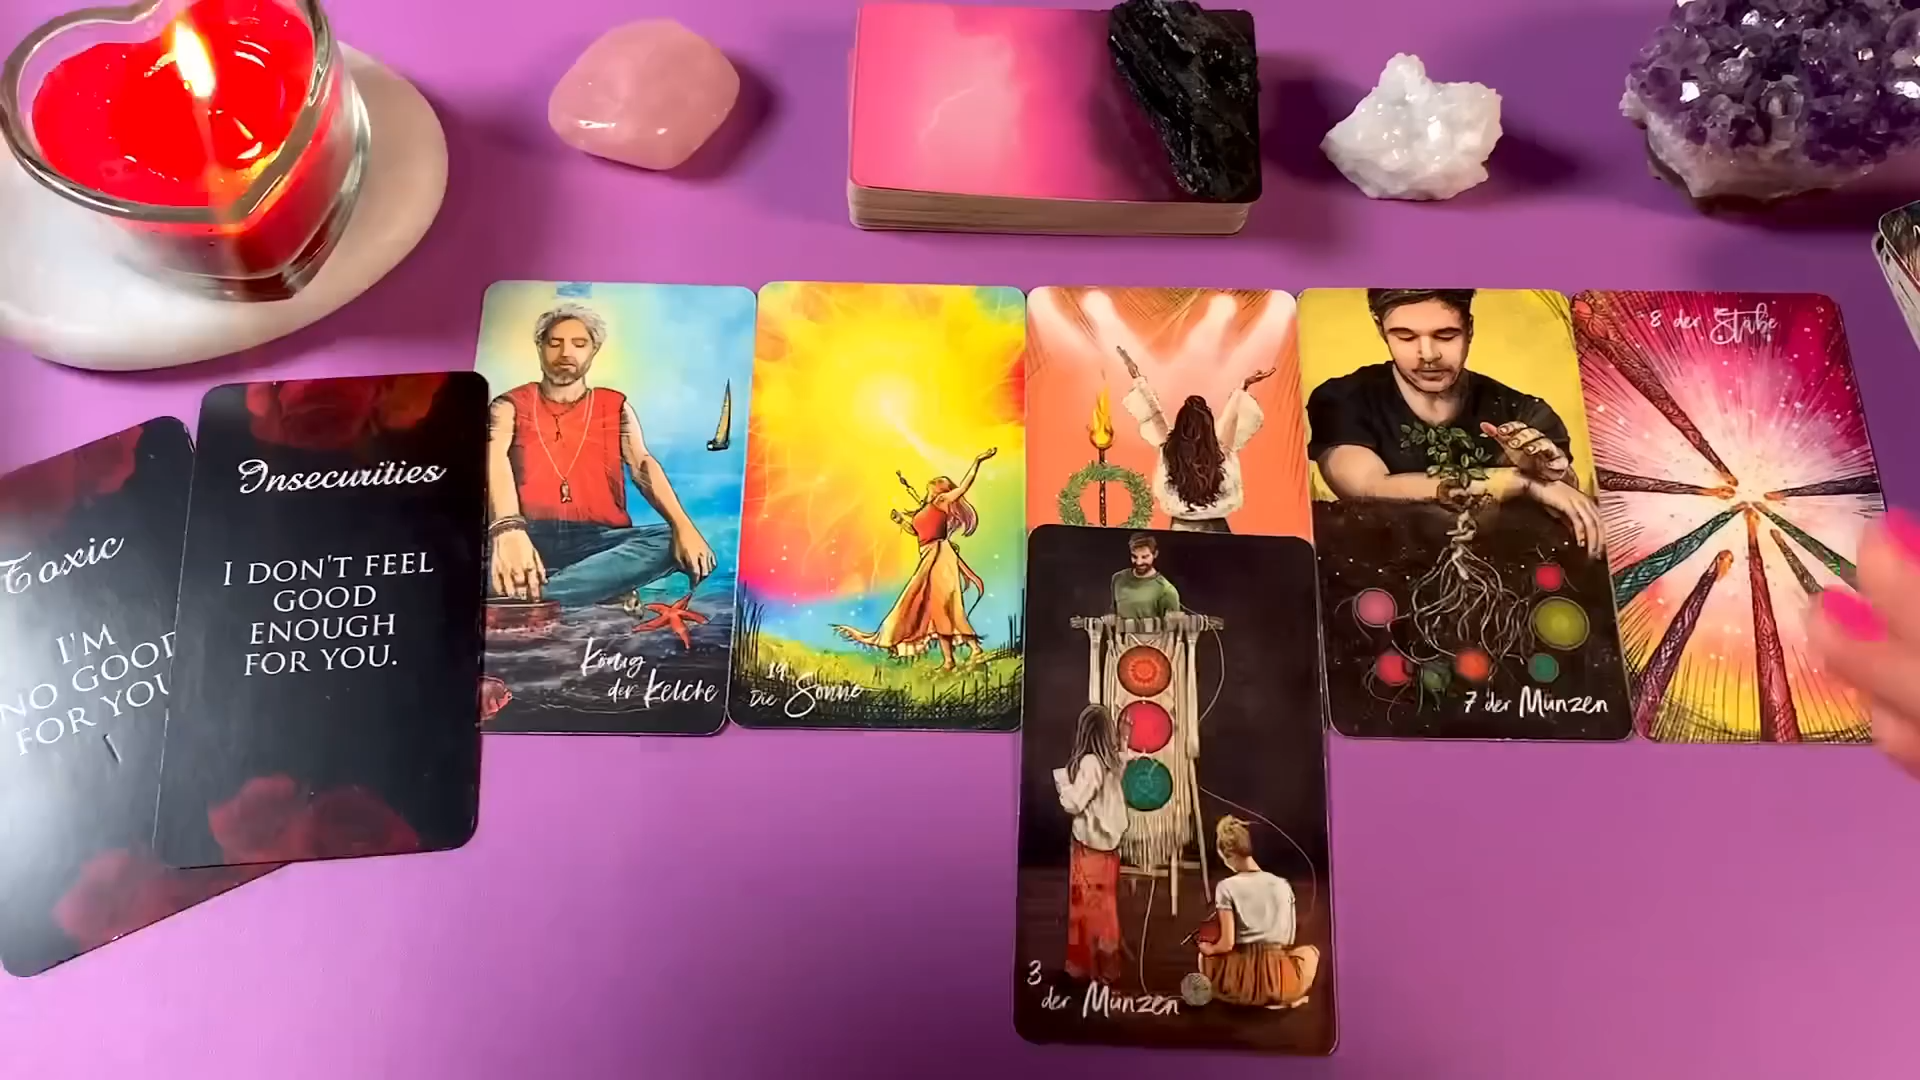 Toxic
I'M
NO GOOD
FOR YOU
Insecurities
I DON'T FEEL
GOOD
ENOUGH
FOR YOU.
König
der Kelche
19
Die Sonne
3
der Münzen
7 der Münzen
8 der Stäbe